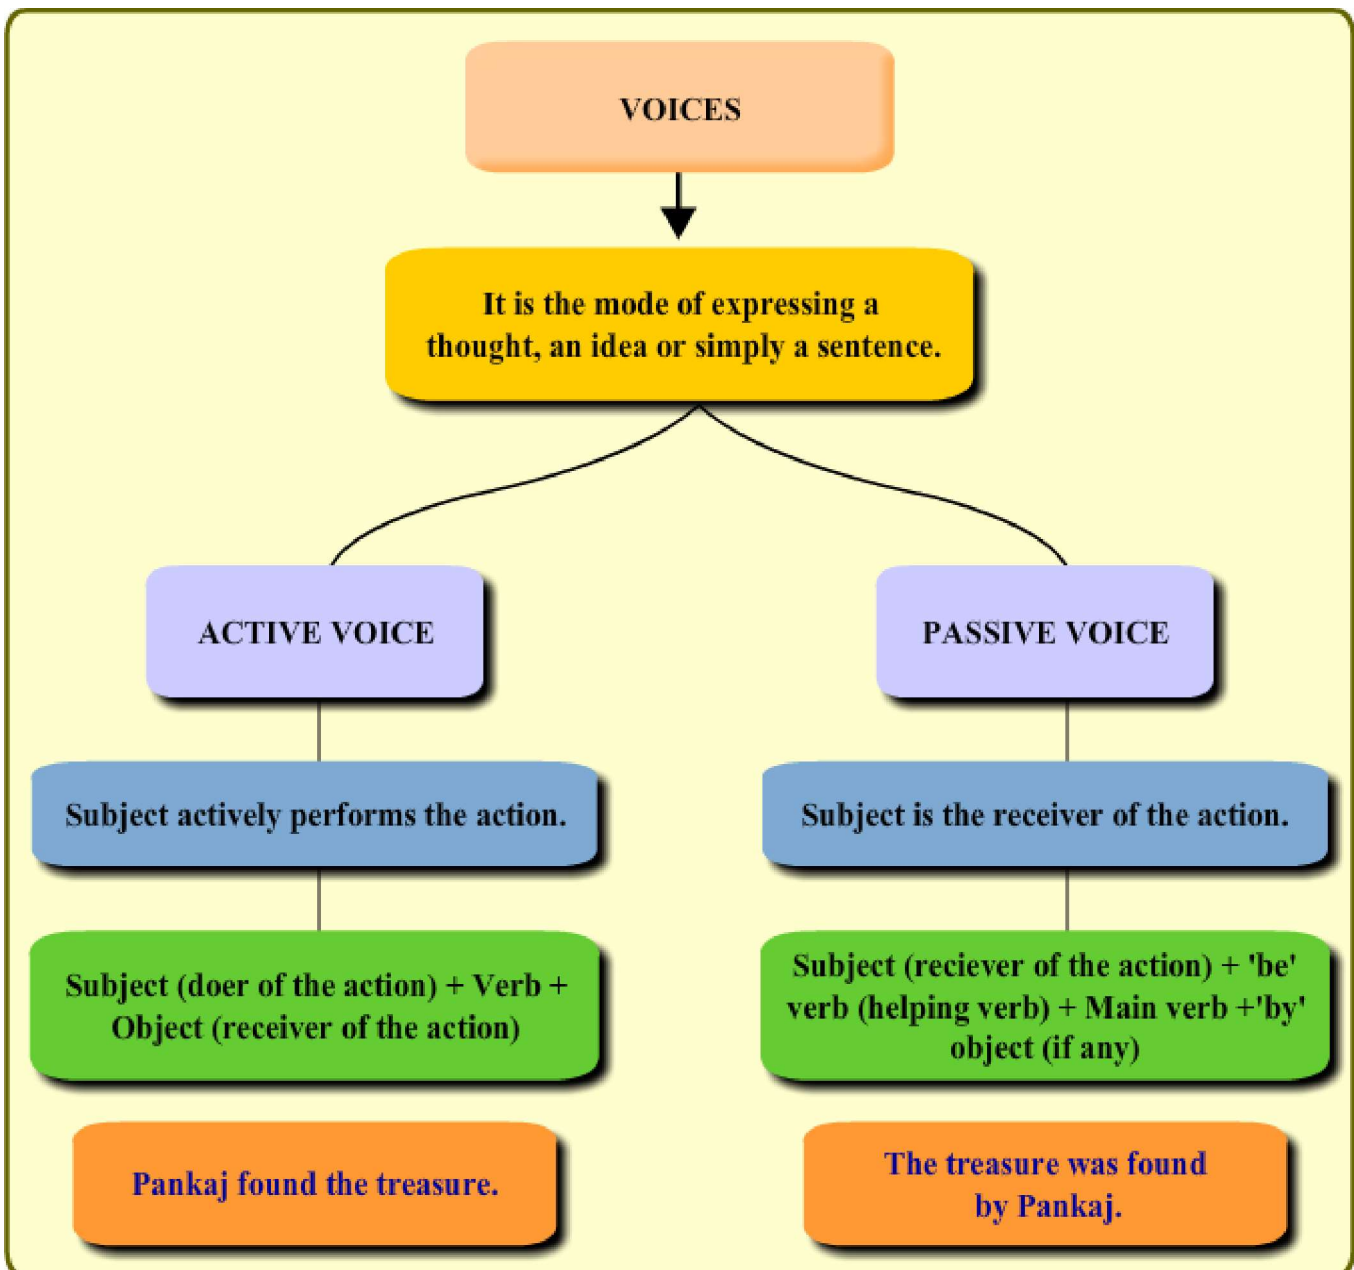 VOICES
It is the mode of expressing a
thought, an idea or simply a sentence.
ACTIVE VOICE
Subject actively performs the action.
Subject (doer of the action) + Verb +
Object (receiver of the action)
Pankaj found the treasure.
PASSIVE VOICE
Subject is the receiver of the action.
Subject (reciever of the action) + 'be'
verb (helping verb) + Main verb +'by'
object (if any)
The treasure was found
by Pankaj.